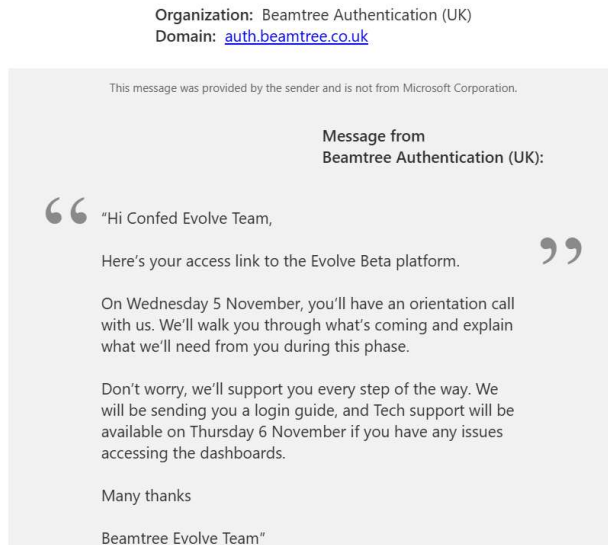 Organization: Beamtree Authentication (UK)
Domain: auth.beamtree.co.uk
This message was provided by the sender and is not from Microsoft Corporation.
Message from
Beamtree Authentication (UK):
“Hi Confed Evolve Team,
Here’s your access link to the Evolve Beta platform.
On Wednesday 5 November, you’ll have an orientation call
with us. We’ll walk you through what’s coming and explain
what we’ll need from you during this phase.
Don’t worry, we’ll support you every step of the way. We
will be sending you a login guide, and Tech support will be
available on Thursday 6 November if you have any issues
accessing the dashboards.
Many thanks
Beamtree Evolve Team”